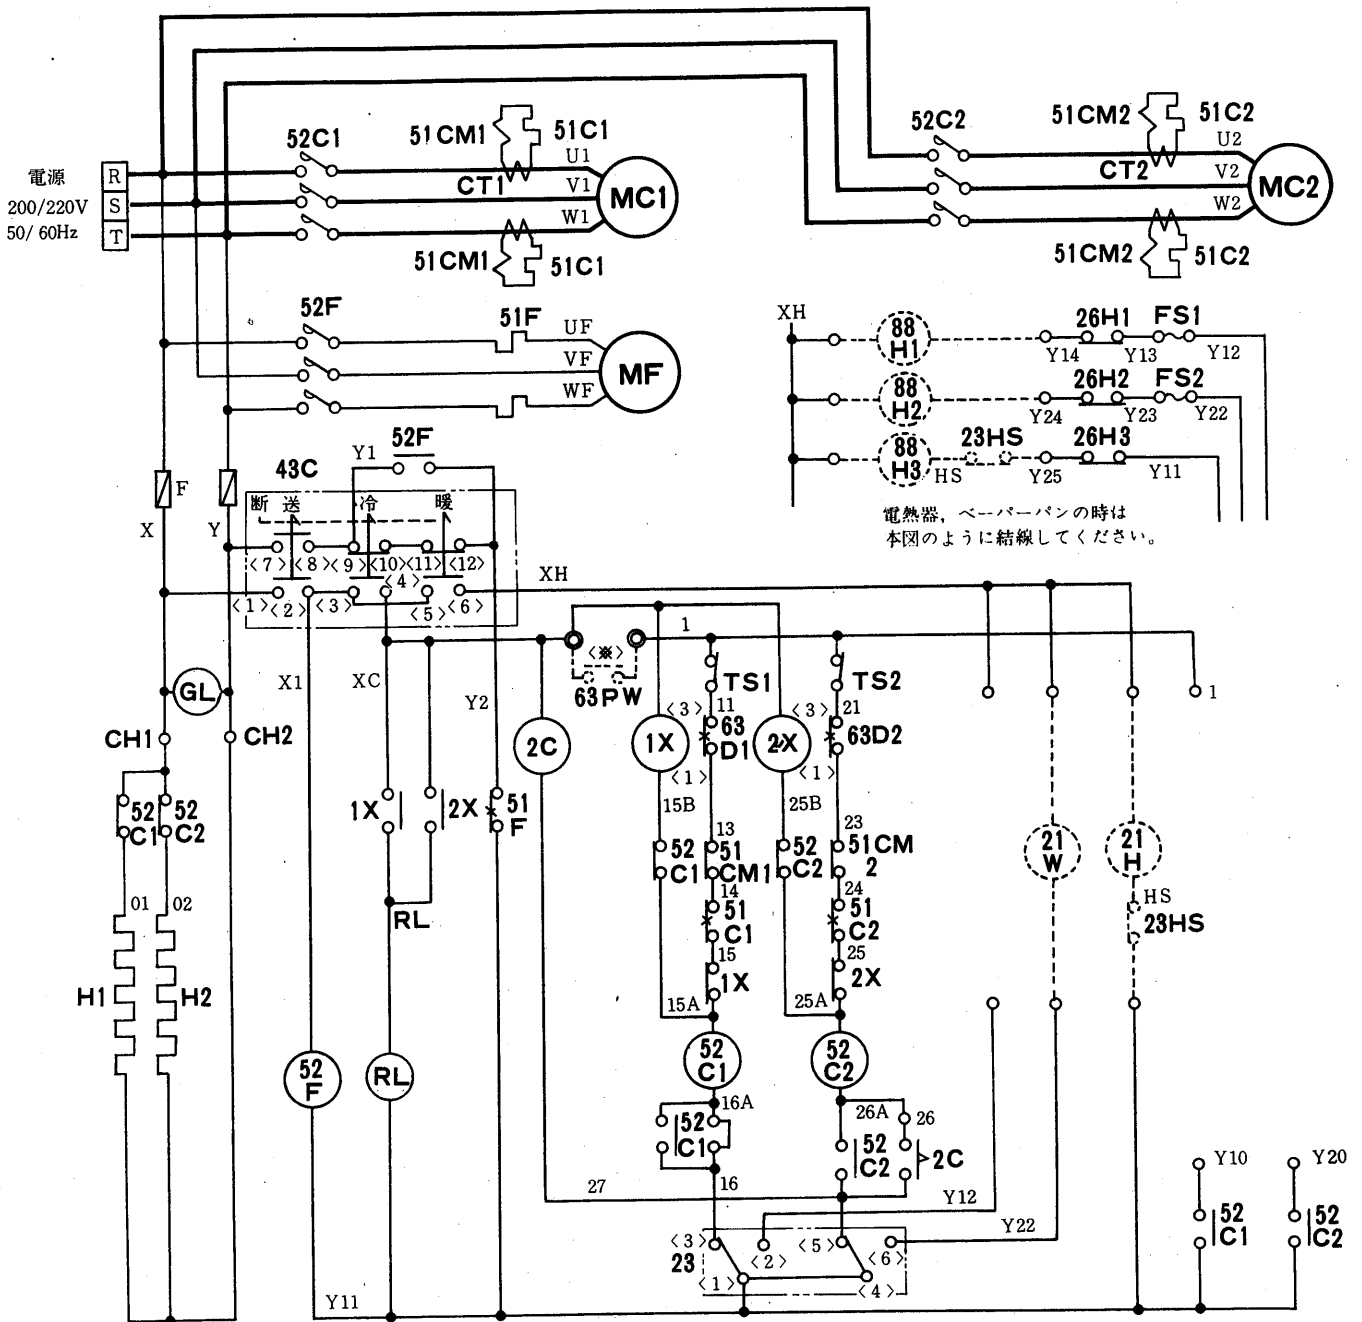 52C1
51CM1
51C1
U1
52C2
51CM2
51C2
U2
電源
200/220V
50/60Hz
R
S
T
CT1
V1
W1
MC1
CT2
V2
W2
MC2
51CM1
51C1
51CM2
51C2
52F
51F
UF
VF
WF
MF
XH
88
H1
Y14
26H1
Y13
FS1
Y12
88
H2
Y24
26H2
Y23
FS2
Y22
88
H3
HS
23HS
Y25
26H3
Y11
電熱器,ベーパーパンの時は
本図のように結線してください。
F
X
Y
43C
Y1
52F
断 送 冷 暖
<7> <8> <9> <10> <11> <12>
<4>
<1> <2> <3> <5> <6>
XH
GL
CH1
CH2
X1
XC
Y2
1
<※>
63PW
TS1
TS2
1
2C
<3>
11
1X
63
D1
<1>
<3>
21
2X
63D2
<1>
52
C1
52
C2
1X
2X
51
F
15B
13
25B
23
52
C1
51
CM1
52
C2
51CM
2
21
W
21
H
HS
23HS
01
02
RL
14
51
C1
24
51
C2
15
1X
25
2X
H1
H2
15A
25A
52
F
RL
52
C1
52
C2
16A
26A
26
52
C1
52
C2
2C
16
27
Y12
Y22
Y10
Y20
52
C1
52
C2
<3>
23
<2>
<5>
<6>
<1>
<4>
Y11